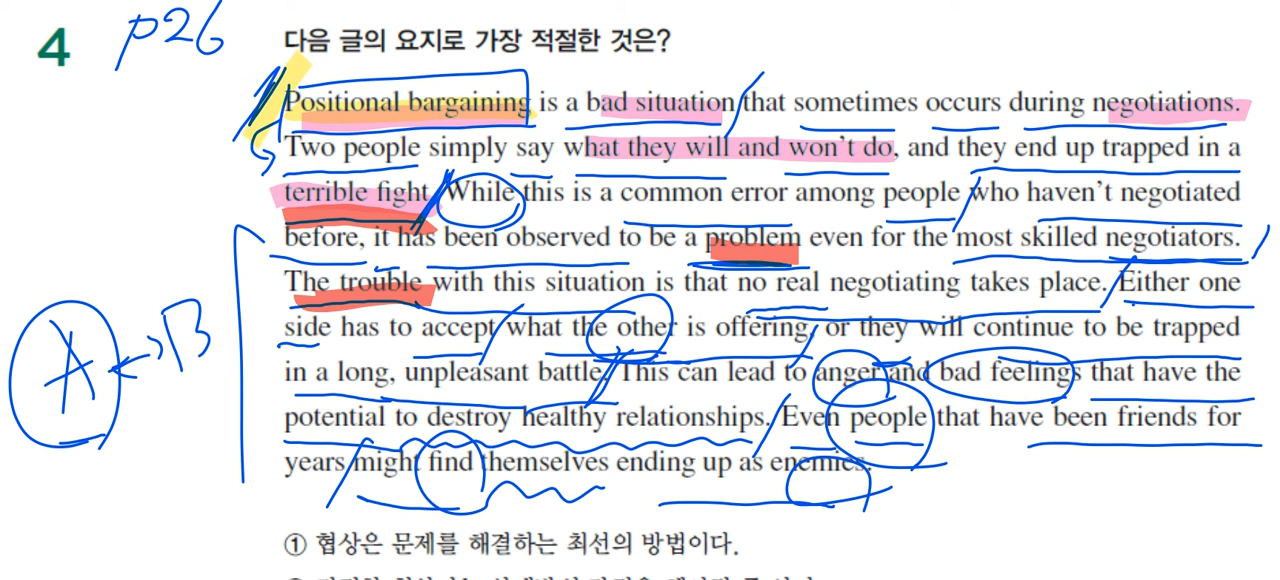 4 p26 다음 글의 요지로 가장 적절한 것은?
Positional bargaining is a bad situation that sometimes occurs during negotiations.
Two people simply say what they will and won't do, and they end up trapped in a
terrible fight. While this is a common error among people who haven't negotiated
before, it has been observed to be a problem even for the most skilled negotiators.
The trouble with this situation is that no real negotiating takes place. Either one
side has to accept what the other is offering, or they will continue to be trapped
in a long, unpleasant battle. This can lead to anger and bad feelings that have the
potential to destroy healthy relationships. Even people that have been friends for
years might find themselves ending up as enemies.
A B
① 협상은 문제를 해결하는 최선의 방법이다.